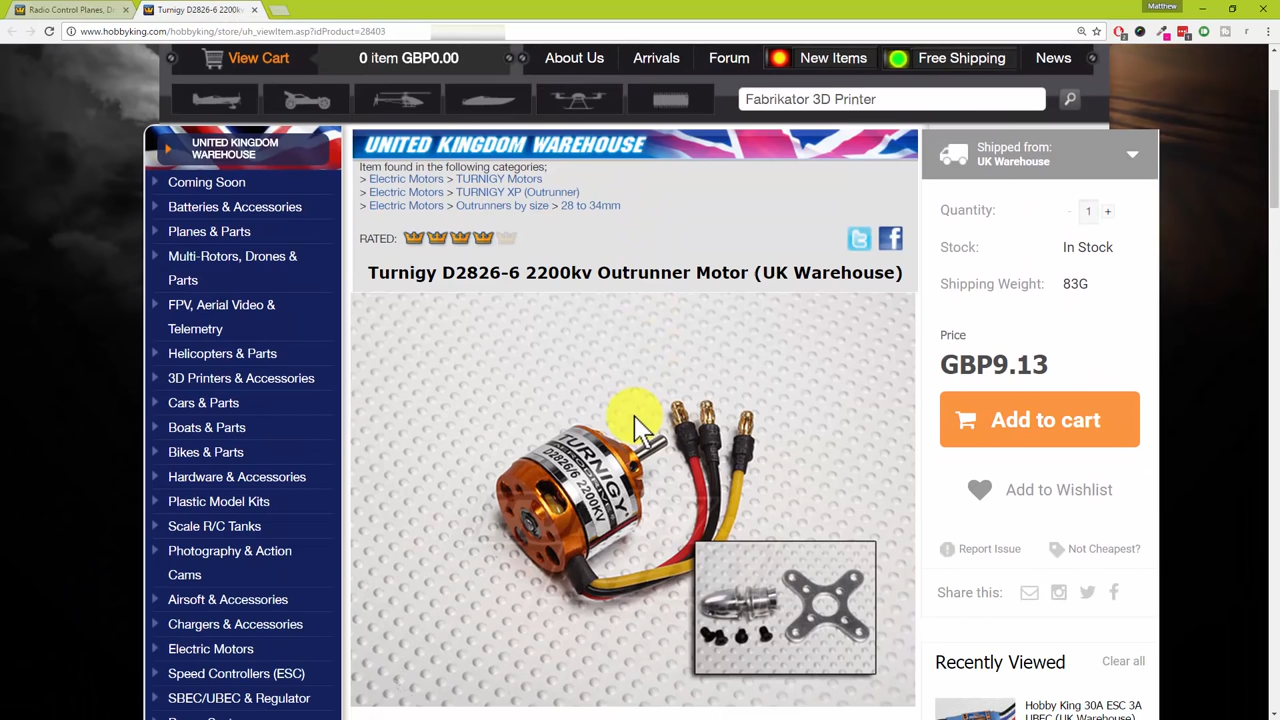 Matthew
Radio Control Planes, Dr
Turnigy D2826-6 2200kv
www.hobbyking.com/hobbyking/store/uh_viewItem.asp?idProduct=28403
View Cart
0 item GBP0.00
About Us
Arrivals
Forum
New Items
Free Shipping
News
Fabrikator 3D Printer
UNITED KINGDOM
WAREHOUSE
Coming Soon
Batteries & Accessories
Planes & Parts
Multi-Rotors, Drones &
Parts
FPV, Aerial Video &
Telemetry
Helicopters & Parts
3D Printers & Accessories
Cars & Parts
Boats & Parts
Bikes & Parts
Hardware & Accessories
Plastic Model Kits
Scale R/C Tanks
Photography & Action
Cams
Airsoft & Accessories
Chargers & Accessories
Electric Motors
Speed Controllers (ESC)
SBEC/UBEC & Regulator
UNITED KINGDOM WAREHOUSE
Item found in the following categories;
> Electric Motors > TURNIGY Motors
> Electric Motors > TURNIGY XP (Outrunner)
> Electric Motors > Outrunners by size > 28 to 34mm
RATED:
Turnigy D2826-6 2200kv Outrunner Motor (UK Warehouse)
TURNIGY
D2826/6 2200KV
TURNIGY
2200KV
Shipped from:
UK Warehouse
Quantity:
- 1 +
Stock: In Stock
Shipping Weight: 83G
Price
GBP9.13
Add to cart
Add to Wishlist
Report Issue
Not Cheapest?
Share this:
Recently Viewed
Clear all
Hobby King 30A ESC 3A
UBEC (UK Warehouse)